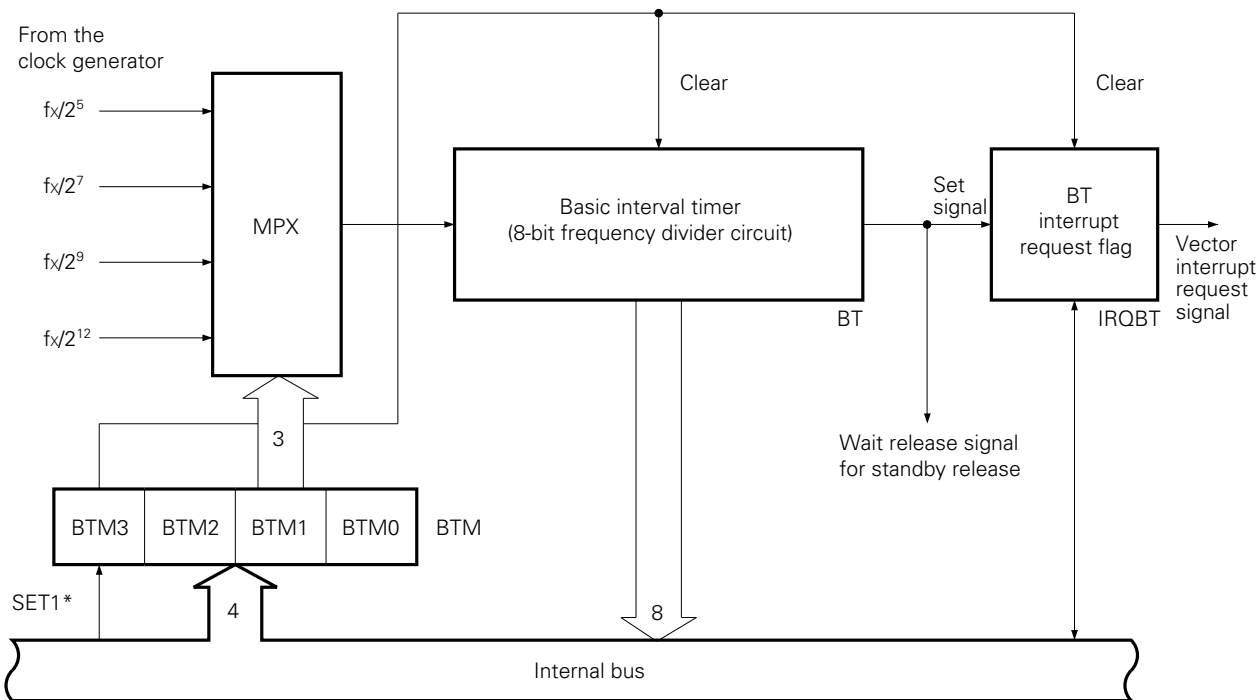 From the
clock generator
fX/2⁵
fX/2⁷
fX/2⁹
fX/2¹²
MPX
Clear
Clear
Basic interval timer
(8-bit frequency divider circuit)
BT
Set
signal
BT
interrupt
request flag
IRQBT
Vector
interrupt
request
signal
Wait release signal
for standby release
3
BTM3
BTM2
BTM1
BTM0
BTM
SET1*
4
8
Internal bus